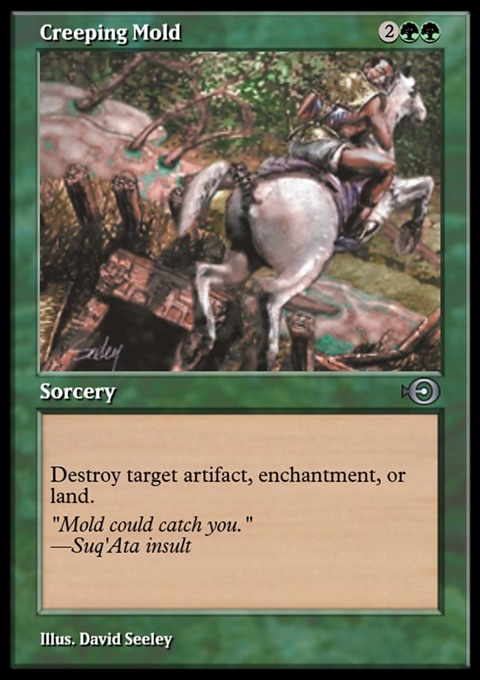 Creeping Mold 2
Seeley
Sorcery
Destroy target artifact, enchantment, or
land.
"Mold could catch you."
—Suq'Ata insult
Illus. David Seeley